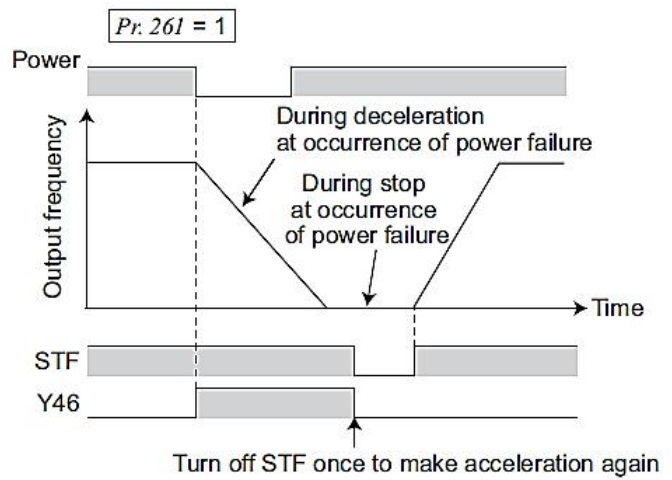 Pr. 261 = 1
Power
During deceleration
at occurrence of power failure
During stop
at occurrence
of power failure
Output frequency
Time
STF
Y46
Turn off STF once to make acceleration again